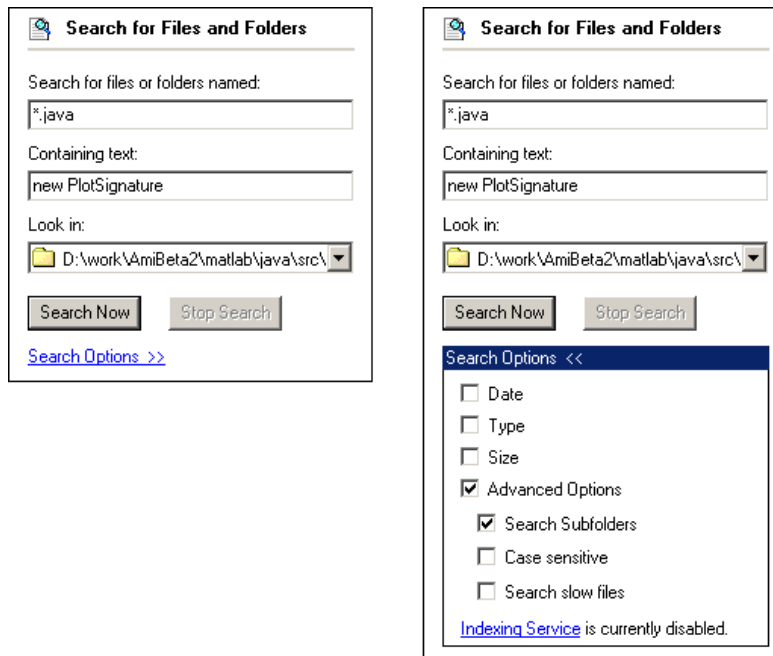 Search for Files and Folders
Search for files or folders named:
*.java
Containing text:
new PlotSignature
Look in:
D:\work\AmiBeta2\matlab\java\src\
Search Now
Stop Search
Search Options >>
Search for Files and Folders
Search for files or folders named:
*.java
Containing text:
new PlotSignature
Look in:
D:\work\AmiBeta2\matlab\java\src\
Search Now
Stop Search
Search Options <<
Date
Type
Size
Advanced Options
Search Subfolders
Case sensitive
Search slow files
Indexing Service is currently disabled.